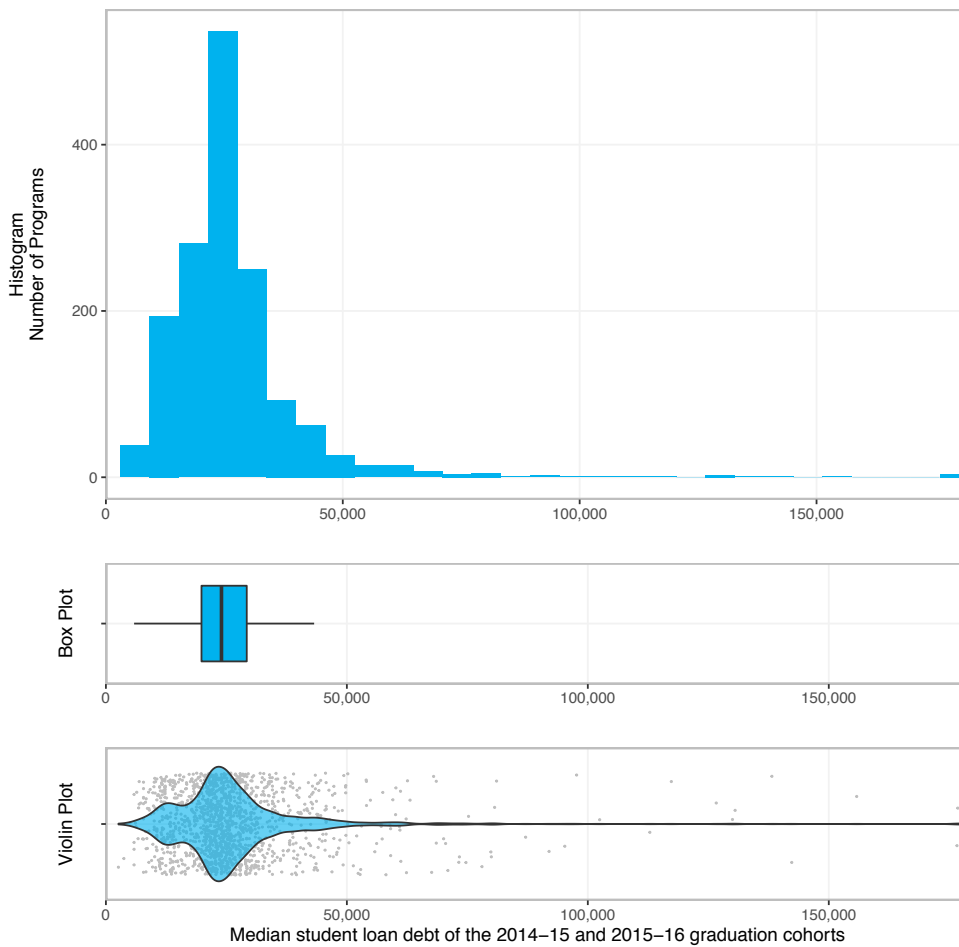 Histogram
Number of Programs
400
200
0
0 50,000 100,000 150,000
Box Plot
0 50,000 100,000 150,000
Violin Plot
0 50,000 100,000 150,000
Median student loan debt of the 2014−15 and 2015−16 graduation cohorts